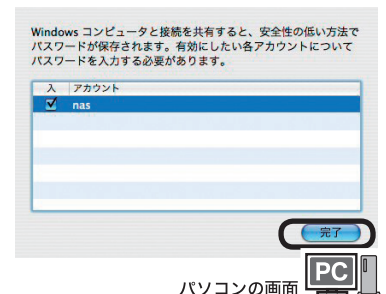 Windows コンピュータと接続を共有すると、安全性の低い方法で
パスワードが保存されます。有効にしたい各アカウントについて
パスワードを入力する必要があります。
入 アカウント
nas
完了
パソコンの画面 PC